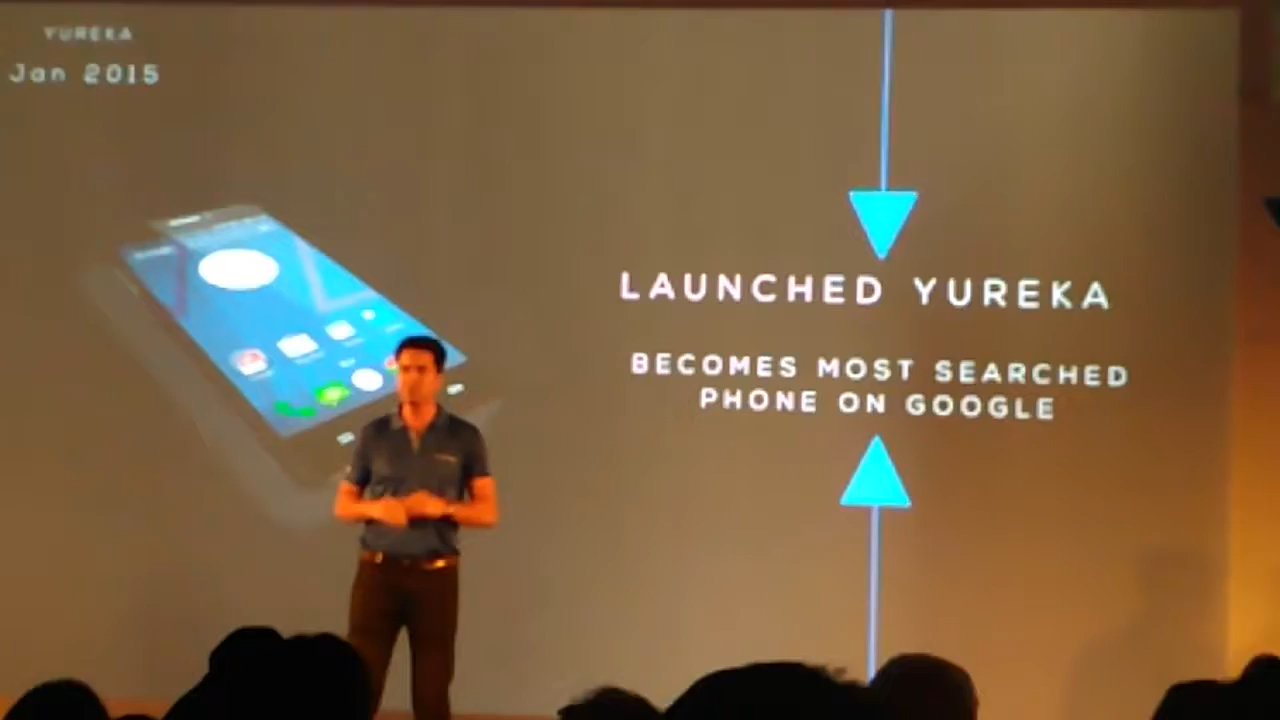 YUREKA
Jan 2015
LAUNCHED YUREKA
BECOMES MOST SEARCHED
PHONE ON GOOGLE